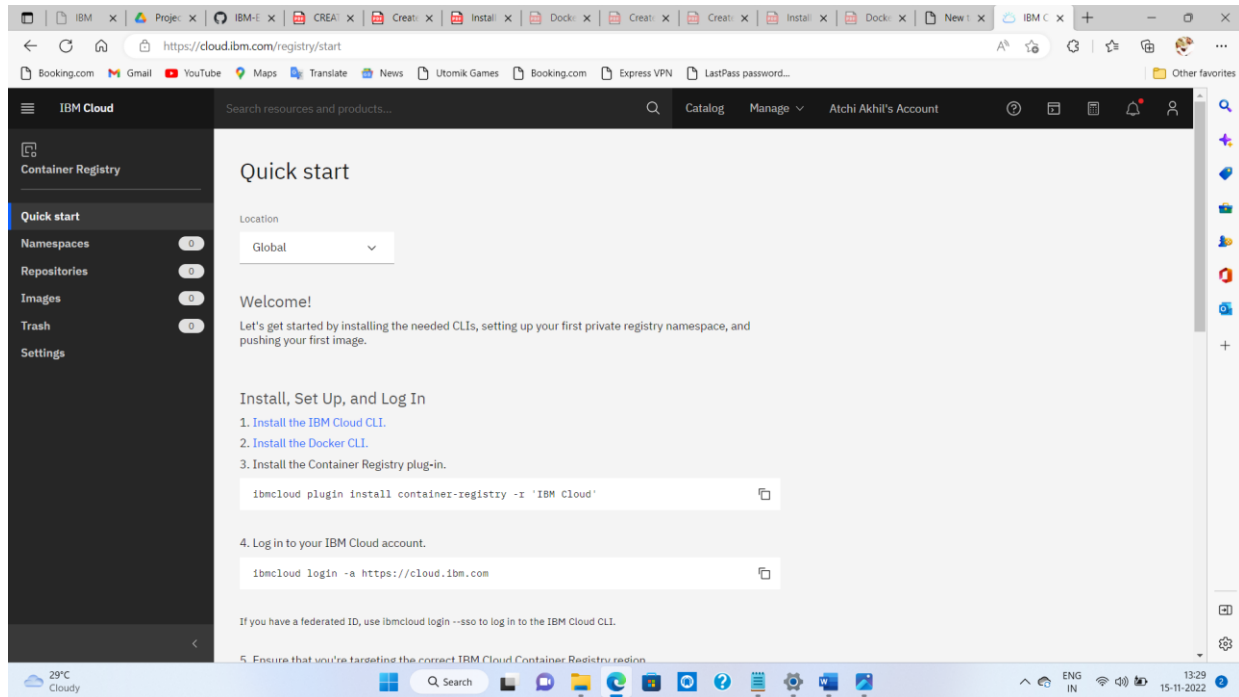 IBM
Projec
IBM-E
CREAT
Create
Install
Docke
Create
Create
Install
Docke
New t
IBM C
https://cloud.ibm.com/registry/start
Booking.com
Gmail
YouTube
Maps
Translate
News
Utomik Games
Booking.com
Express VPN
LastPass password...
Other favorites
IBM Cloud
Search resources and products...
Catalog
Manage
Atchi Akhil's Account
Container Registry
Quick start
Namespaces 0
Repositories 0
Images 0
Trash 0
Settings
Quick start
Location
Global
Welcome!
Let's get started by installing the needed CLIs, setting up your first private registry namespace, and
pushing your first image.
Install, Set Up, and Log In
1. Install the IBM Cloud CLI.
2. Install the Docker CLI.
3. Install the Container Registry plug-in.
ibmcloud plugin install container-registry -r 'IBM Cloud'
4. Log in to your IBM Cloud account.
ibmcloud login -a https://cloud.ibm.com
If you have a federated ID, use ibmcloud login --sso to log in to the IBM Cloud CLI.
5. Ensure that you're targeting the correct IBM Cloud Container Registry region
29°C
Cloudy
Search
ENG
IN
13:29
15-11-2022
2